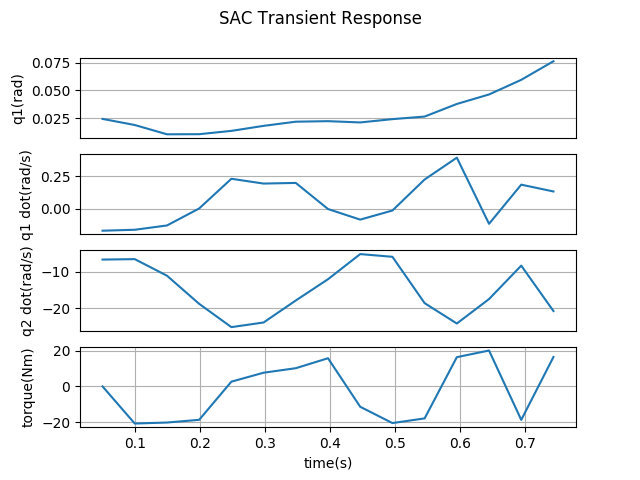 SAC Transient Response
q1(rad)
0.075
0.050
0.025
q1 dot(rad/s)
0.25
0.00
q2 dot(rad/s)
−10
−20
torque(Nm)
20
0
−20
0.1 0.2 0.3 0.4 0.5 0.6 0.7
time(s)